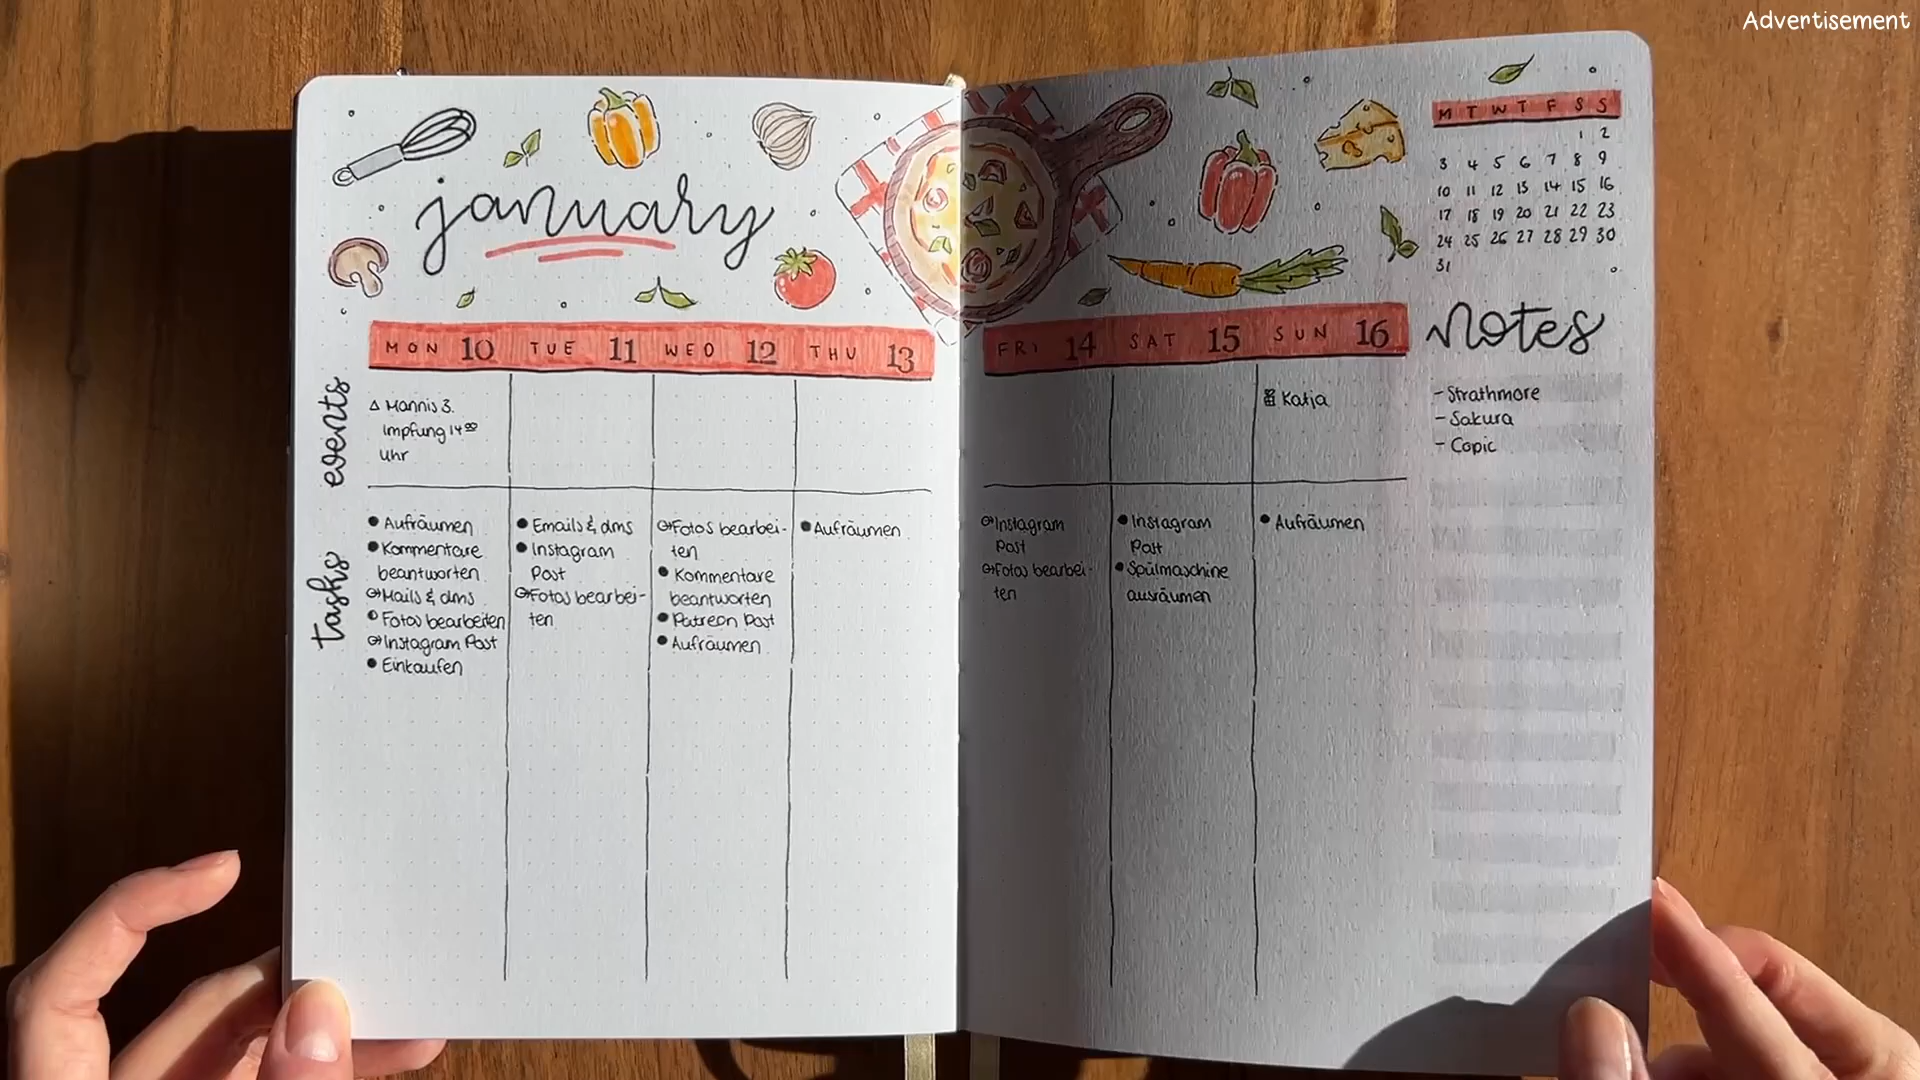 Advertisement
january
M T W T F S S
1 2
3 4 5 6 7 8 9
10 11 12 13 14 15 16
17 18 19 20 21 22 23
24 25 26 27 28 29 30
31
MON 10 TUE 11 WED 12 THU 13
FRI 14 SAT 15 SUN 16
Notes
- Strathmore
- Sakura
- Copic
events
Mannis 3.
Impfung 14:00
Uhr
Katja
tasks
Aufräumen
Kommentare
beantworten
Mails & dms
Fotos bearbeiten
Instagram Post
Einkaufen
Emails & dms
Instagram
Post
Fotos bearbei-
ten
Fotos bearbei-
ten
Kommentare
beantworten
Patreon Post
Aufräumen
Aufräumen
Instagram
Post
Fotos bearbei-
ten
Instagram
Post
Spülmaschine
ausräumen
Aufräumen